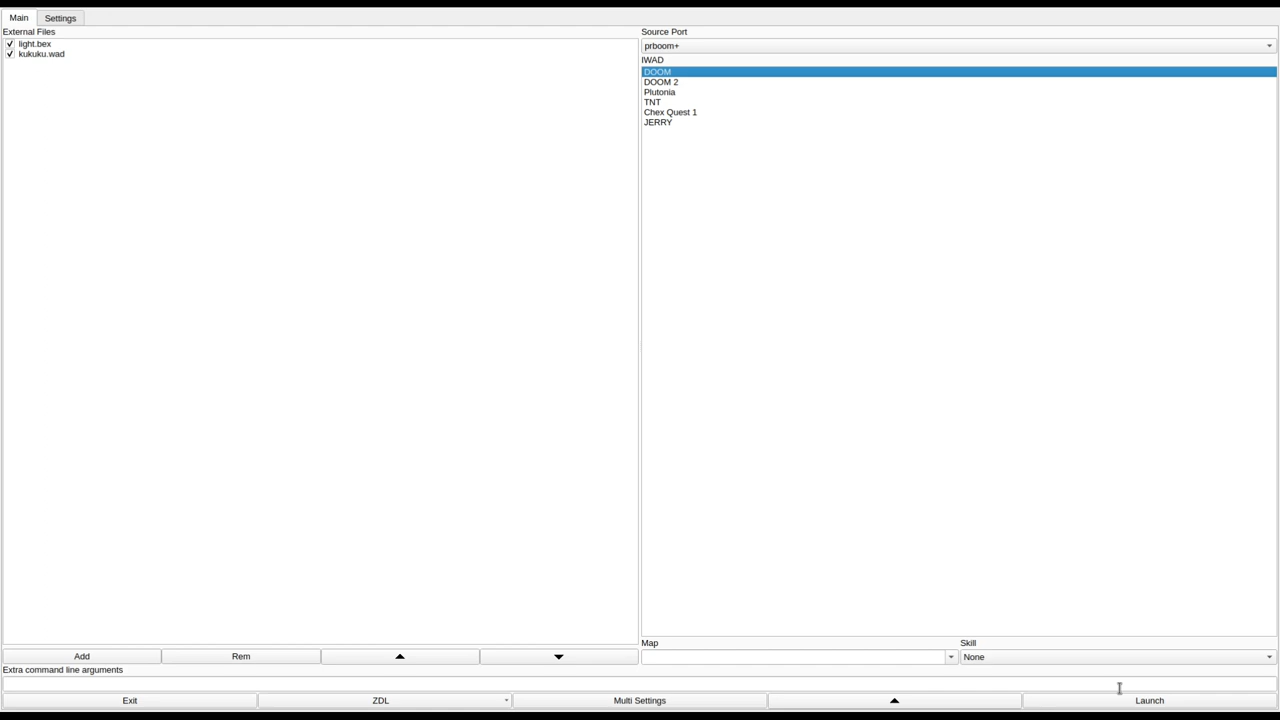 Main
Settings
External Files
light.bex
kukuku.wad
Source Port
prboom+
IWAD
DOOM
DOOM 2
Plutonia
TNT
Chex Quest 1
JERRY
Map
Skill
None
Add
Rem
Extra command line arguments
Exit
ZDL
Multi Settings
Launch